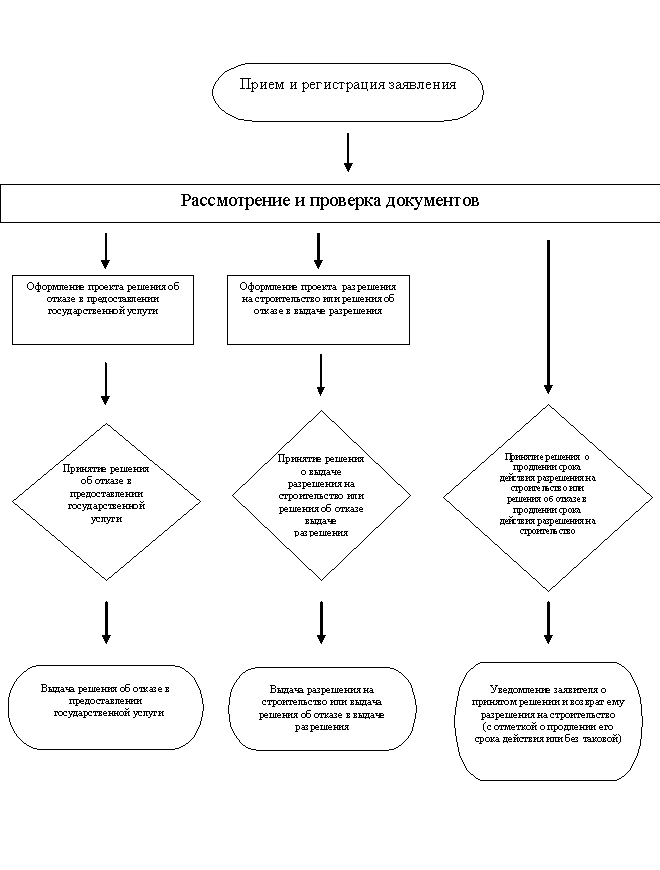 Прием и регистрация заявления
Рассмотрение и проверка документов
Оформление проекта решения об
отказе в предоставлении
государственной услуги
Оформление проекта разрешения
на строительство или решения об
отказе в выдаче разрешения
Принятие решения
об отказе в
предоставлении
государственной
услуги
Принятие решения
о выдаче
разрешения на
строительство или
решения об отказе
выдаче
разрешения
Принятие решения о
продлении срока
действия разрешения на
строительство или
решения об отказе в
продлении срока
действия разрешения на
строительство
Выдача решения об отказе в
предоставлении
государственной услуги
Выдача разрешения на
строительство или выдача
решения об отказе в выдаче
разрешения
Уведомление заявителя о
принятом решении и возврат ему
разрешения на строительство
(с отметкой о продлении его
срока действия или без таковой)